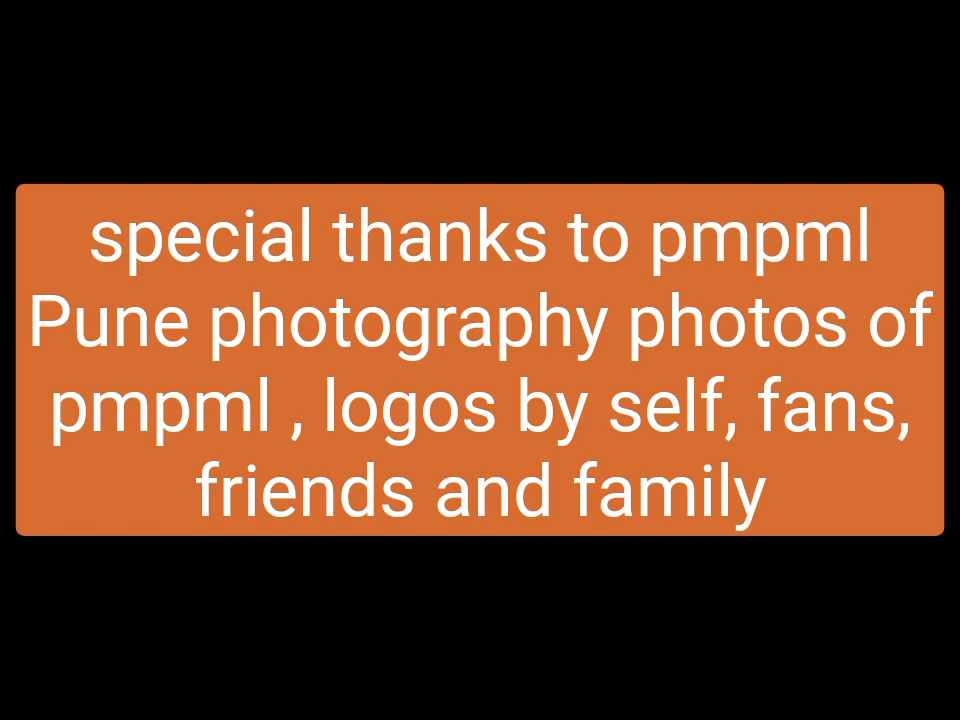 special thanks to pmpml
Pune photography photos of
pmpml , logos by self, fans,
friends and family